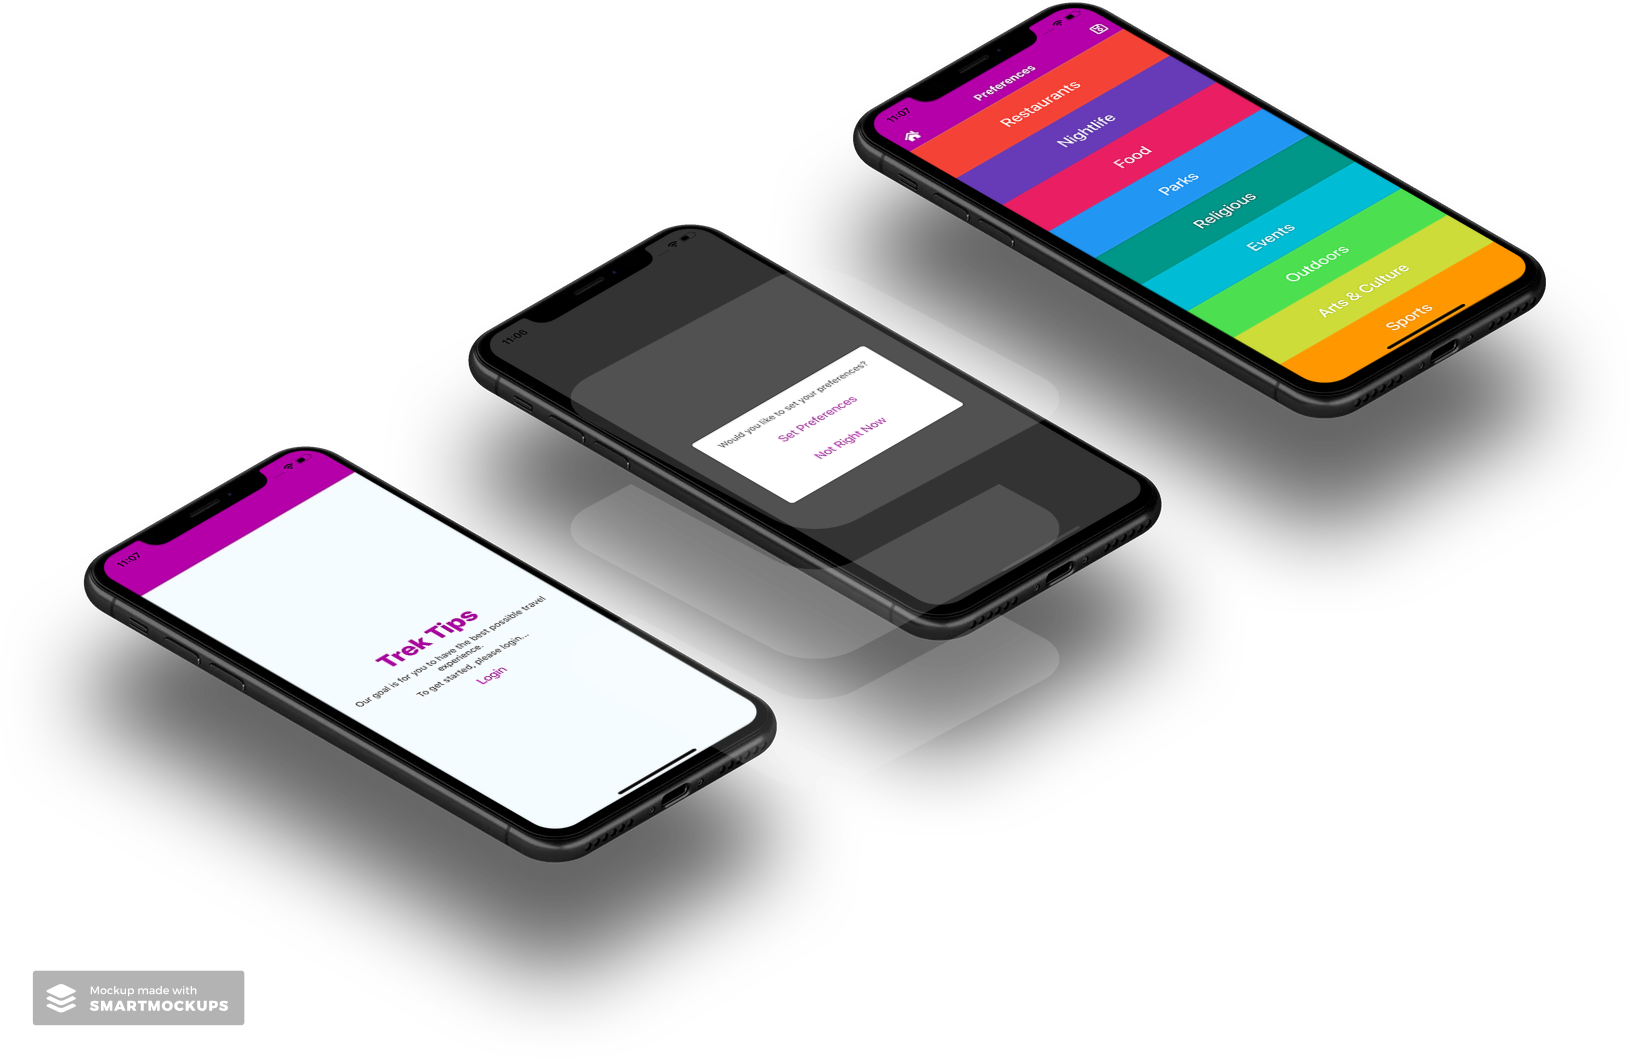 11:07
Trek Tips
Our goal is for you to have the best possible travel
experience.
To get started, please login...
Login
11:06
Would you like to set your preferences?
Set Preferences
Not Right Now
11:07
Preferences
Restaurants
Nightlife
Food
Parks
Religious
Events
Outdoors
Arts & Culture
Sports
Mockup made with
SMARTMOCKUPS